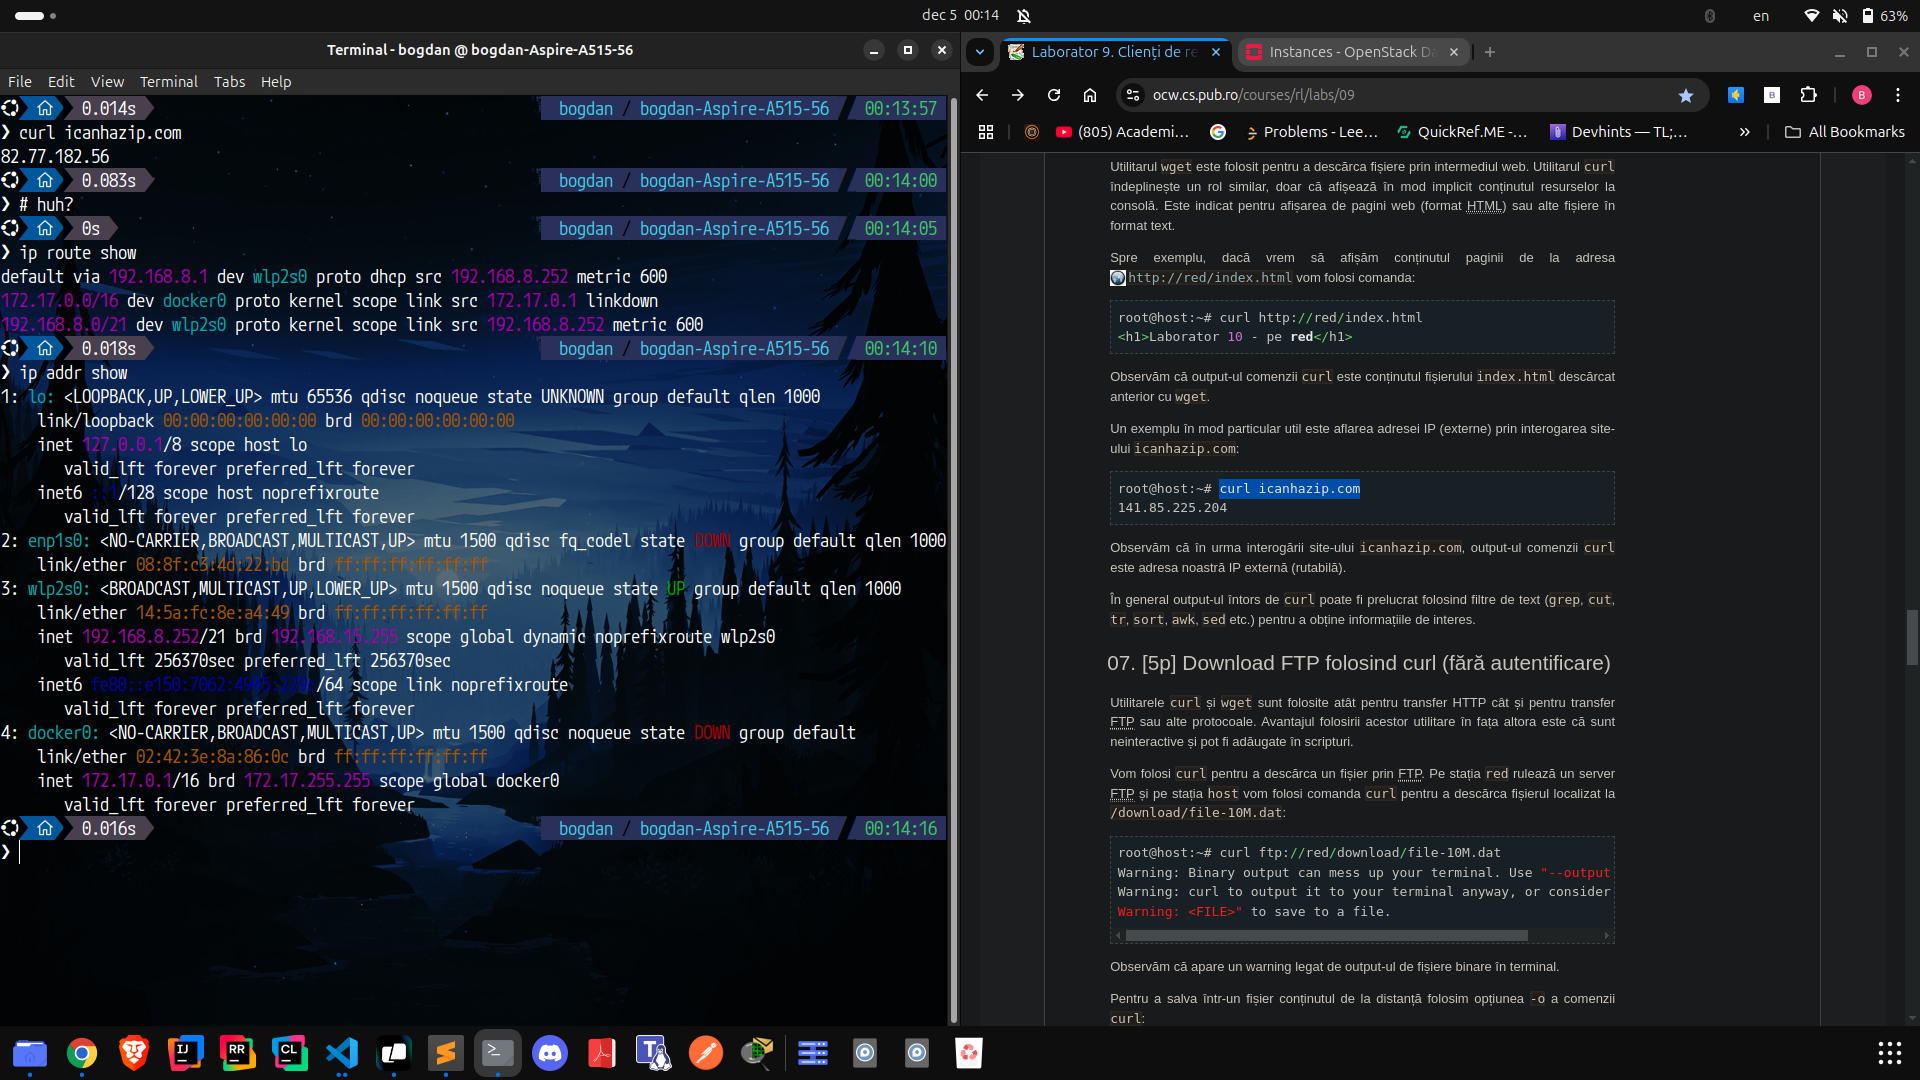 dec 5 00:14
en
63%
Terminal - bogdan @ bogdan-Aspire-A515-56
File Edit View Terminal Tabs Help
0.014s bogdan / bogdan-Aspire-A515-56 00:13:57
❯ curl icanhazip.com
82.77.182.56
0.083s bogdan / bogdan-Aspire-A515-56 00:14:00
❯ # huh?
0s bogdan / bogdan-Aspire-A515-56 00:14:05
❯ ip route show
default via 192.168.8.1 dev wlp2s0 proto dhcp src 192.168.8.252 metric 600
172.17.0.0/16 dev docker0 proto kernel scope link src 172.17.0.1 linkdown
192.168.8.0/21 dev wlp2s0 proto kernel scope link src 192.168.8.252 metric 600
0.018s bogdan / bogdan-Aspire-A515-56 00:14:10
❯ ip addr show
1: lo: <LOOPBACK,UP,LOWER_UP> mtu 65536 qdisc noqueue state UNKNOWN group default qlen 1000
link/loopback 00:00:00:00:00:00 brd 00:00:00:00:00:00
inet 127.0.0.1/8 scope host lo
valid_lft forever preferred_lft forever
inet6 ::1/128 scope host noprefixroute
valid_lft forever preferred_lft forever
2: enp1s0: <NO-CARRIER,BROADCAST,MULTICAST,UP> mtu 1500 qdisc fq_codel state DOWN group default qlen 1000
link/ether 08:8f:c3:4d:22:bd brd ff:ff:ff:ff:ff:ff
3: wlp2s0: <BROADCAST,MULTICAST,UP,LOWER_UP> mtu 1500 qdisc noqueue state UP group default qlen 1000
link/ether 14:5a:fc:8e:a4:49 brd ff:ff:ff:ff:ff:ff
inet 192.168.8.252/21 brd 192.168.15.255 scope global dynamic noprefixroute wlp2s0
valid_lft 256370sec preferred_lft 256370sec
inet6 /64 scope link noprefixroute
valid_lft forever preferred_lft forever
4: docker0: <NO-CARRIER,BROADCAST,MULTICAST,UP> mtu 1500 qdisc noqueue state DOWN group default
link/ether 02:42:3e:8a:86:0c brd ff:ff:ff:ff:ff:ff
inet 172.17.0.1/16 brd 172.17.255.255 scope global docker0
valid_lft forever preferred_lft forever
0.016s bogdan / bogdan-Aspire-A515-56 00:14:16
❯
Laborator 9. Clienți de re
Instances - OpenStack Da
ocw.cs.pub.ro/courses/rl/labs/09
B
B
(805) Academi...
Problems - Lee...
QuickRef.ME -...
Devhints — TL;...
»
All Bookmarks
Utilitarul wget este folosit pentru a descărca fișiere prin intermediul web. Utilitarul curl
îndeplinește un rol similar, doar că afișează în mod implicit conținutul resurselor la
consolă. Este indicat pentru afișarea de pagini web (format HTML) sau alte fișiere în
format text.
Spre exemplu, dacă vrem să afișăm conținutul paginii de la adresa
http://red/index.html vom folosi comanda:
root@host:~# curl http://red/index.html
<h1>Laborator 10 - pe red</h1>
Observăm că output-ul comenzii curl este conținutul fișierului index.html descărcat
anterior cu wget.
Un exemplu în mod particular util este aflarea adresei IP (externe) prin interogarea site-
ului icanhazip.com:
root@host:~# curl icanhazip.com
141.85.225.204
Observăm că în urma interogării site-ului icanhazip.com, output-ul comenzii curl
este adresa noastră IP externă (rutabilă).
În general output-ul întors de curl poate fi prelucrat folosind filtre de text (grep, cut,
tr, sort, awk, sed etc.) pentru a obține informațiile de interes.
07. [5p] Download FTP folosind curl (fără autentificare)
Utilitarele curl și wget sunt folosite atât pentru transfer HTTP cât și pentru transfer
FTP sau alte protocoale. Avantajul folosirii acestor utilitare în fața altora este că sunt
neinteractive și pot fi adăugate în scripturi.
Vom folosi curl pentru a descărca un fișier prin FTP. Pe stația red rulează un server
FTP și pe stația host vom folosi comanda curl pentru a descărca fișierul localizat la
/download/file-10M.dat:
root@host:~# curl ftp://red/download/file-10M.dat
Warning: Binary output can mess up your terminal. Use "--output
Warning: curl to output it to your terminal anyway, or consider
Warning: <FILE>" to save to a file.
Observăm că apare un warning legat de output-ul de fișiere binare în terminal.
Pentru a salva într-un fișier conținutul de la distanță folosim opțiunea -o a comenzii
curl:
IJ
RR
CL
T